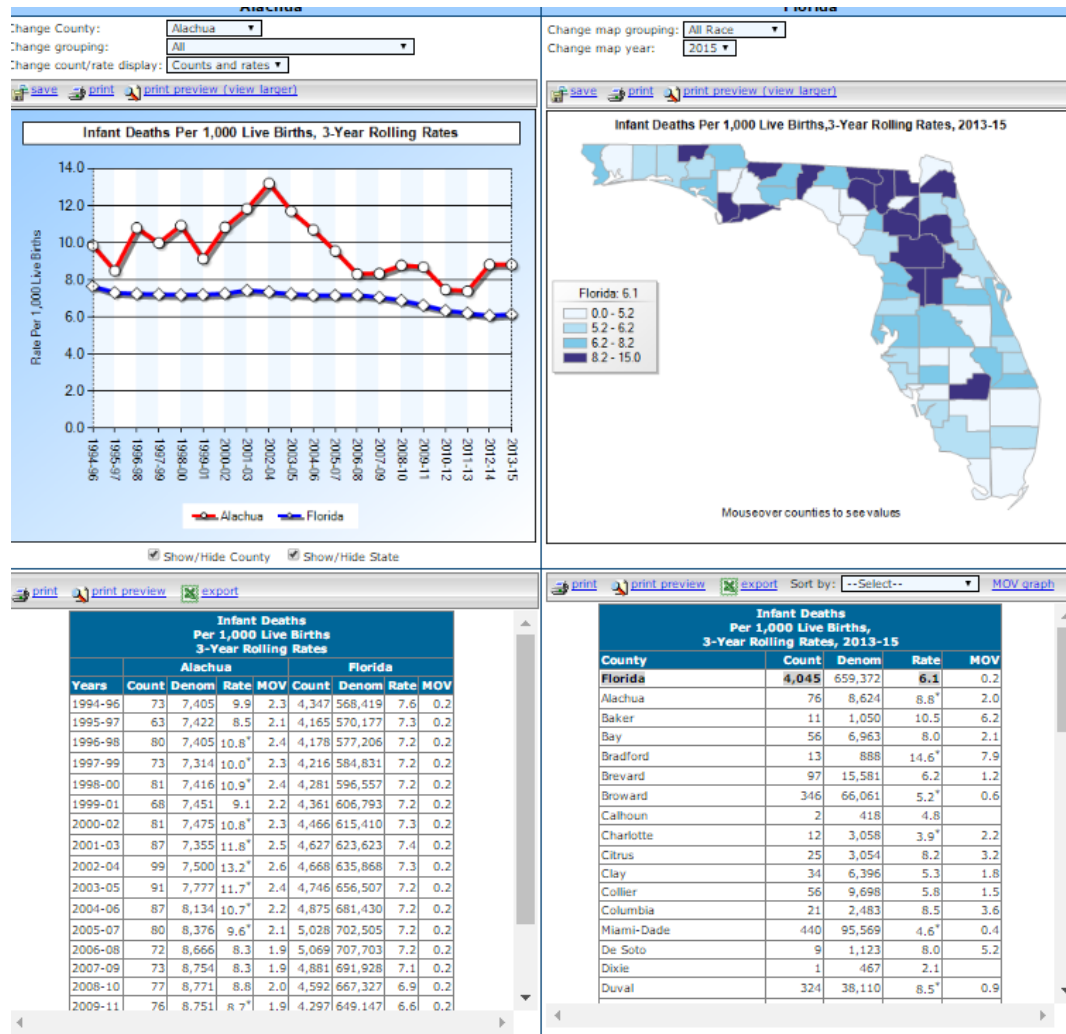 Alachua
Change County: Alachua
Change grouping: All
Change count/rate display: Counts and rates
save print print preview (view larger)
Infant Deaths Per 1,000 Live Births, 3-Year Rolling Rates
Rate Per 1,000 Live Births
14.0
12.0
10.0
8.0
6.0
4.0
2.0
0.0
1994-96 1995-97 1996-98 1997-99 1998-00 1999-01 2000-02 2001-03 2002-04 2003-05 2004-06 2005-07 2006-08 2007-09 2008-10 2009-11 2010-12 2011-13 2012-14 2013-15
Alachua Florida
Show/Hide County Show/Hide State
Florida
Change map grouping: All Race
Change map year: 2015
save print print preview (view larger)
Infant Deaths Per 1,000 Live Births,3-Year Rolling Rates, 2013-15
Florida: 6.1
0.0 - 5.2
5.2 - 6.2
6.2 - 8.2
8.2 - 15.0
Mouseover counties to see values
print print preview export
Infant Deaths
Per 1,000 Live Births
3-Year Rolling Rates
Alachua Florida
Years Count Denom Rate MOV Count Denom Rate MOV
1994-96 73 7,405 9.9 2.3 4,347 568,419 7.6 0.2
1995-97 63 7,422 8.5 2.1 4,165 570,177 7.3 0.2
1996-98 80 7,405 10.8* 2.4 4,178 577,206 7.2 0.2
1997-99 73 7,314 10.0* 2.3 4,216 584,831 7.2 0.2
1998-00 81 7,416 10.9* 2.4 4,281 596,557 7.2 0.2
1999-01 68 7,451 9.1 2.2 4,361 606,793 7.2 0.2
2000-02 81 7,475 10.8* 2.3 4,466 615,410 7.3 0.2
2001-03 87 7,355 11.8* 2.5 4,627 623,623 7.4 0.2
2002-04 99 7,500 13.2* 2.6 4,668 635,868 7.3 0.2
2003-05 91 7,777 11.7* 2.4 4,746 656,507 7.2 0.2
2004-06 87 8,134 10.7* 2.2 4,875 681,430 7.2 0.2
2005-07 80 8,376 9.6* 2.1 5,028 702,505 7.2 0.2
2006-08 72 8,666 8.3 1.9 5,069 707,703 7.2 0.2
2007-09 73 8,754 8.3 1.9 4,881 691,928 7.1 0.2
2008-10 77 8,771 8.8 2.0 4,592 667,327 6.9 0.2
2009-11 76 8,751 8.7* 1.9 4,297 649,147 6.6 0.2
print print preview export Sort by: --Select-- MOV graph
Infant Deaths
Per 1,000 Live Births,
3-Year Rolling Rates, 2013-15
County Count Denom Rate MOV
Florida 4,045 659,372 6.1 0.2
Alachua 76 8,624 8.8* 2.0
Baker 11 1,050 10.5 6.2
Bay 56 6,963 8.0 2.1
Bradford 13 888 14.6* 7.9
Brevard 97 15,581 6.2 1.2
Broward 346 66,061 5.2* 0.6
Calhoun 2 418 4.8
Charlotte 12 3,058 3.9* 2.2
Citrus 25 3,054 8.2 3.2
Clay 34 6,396 5.3 1.8
Collier 56 9,698 5.8 1.5
Columbia 21 2,483 8.5 3.6
Miami-Dade 440 95,569 4.6* 0.4
De Soto 9 1,123 8.0 5.2
Dixie 1 467 2.1
Duval 324 38,110 8.5* 0.9